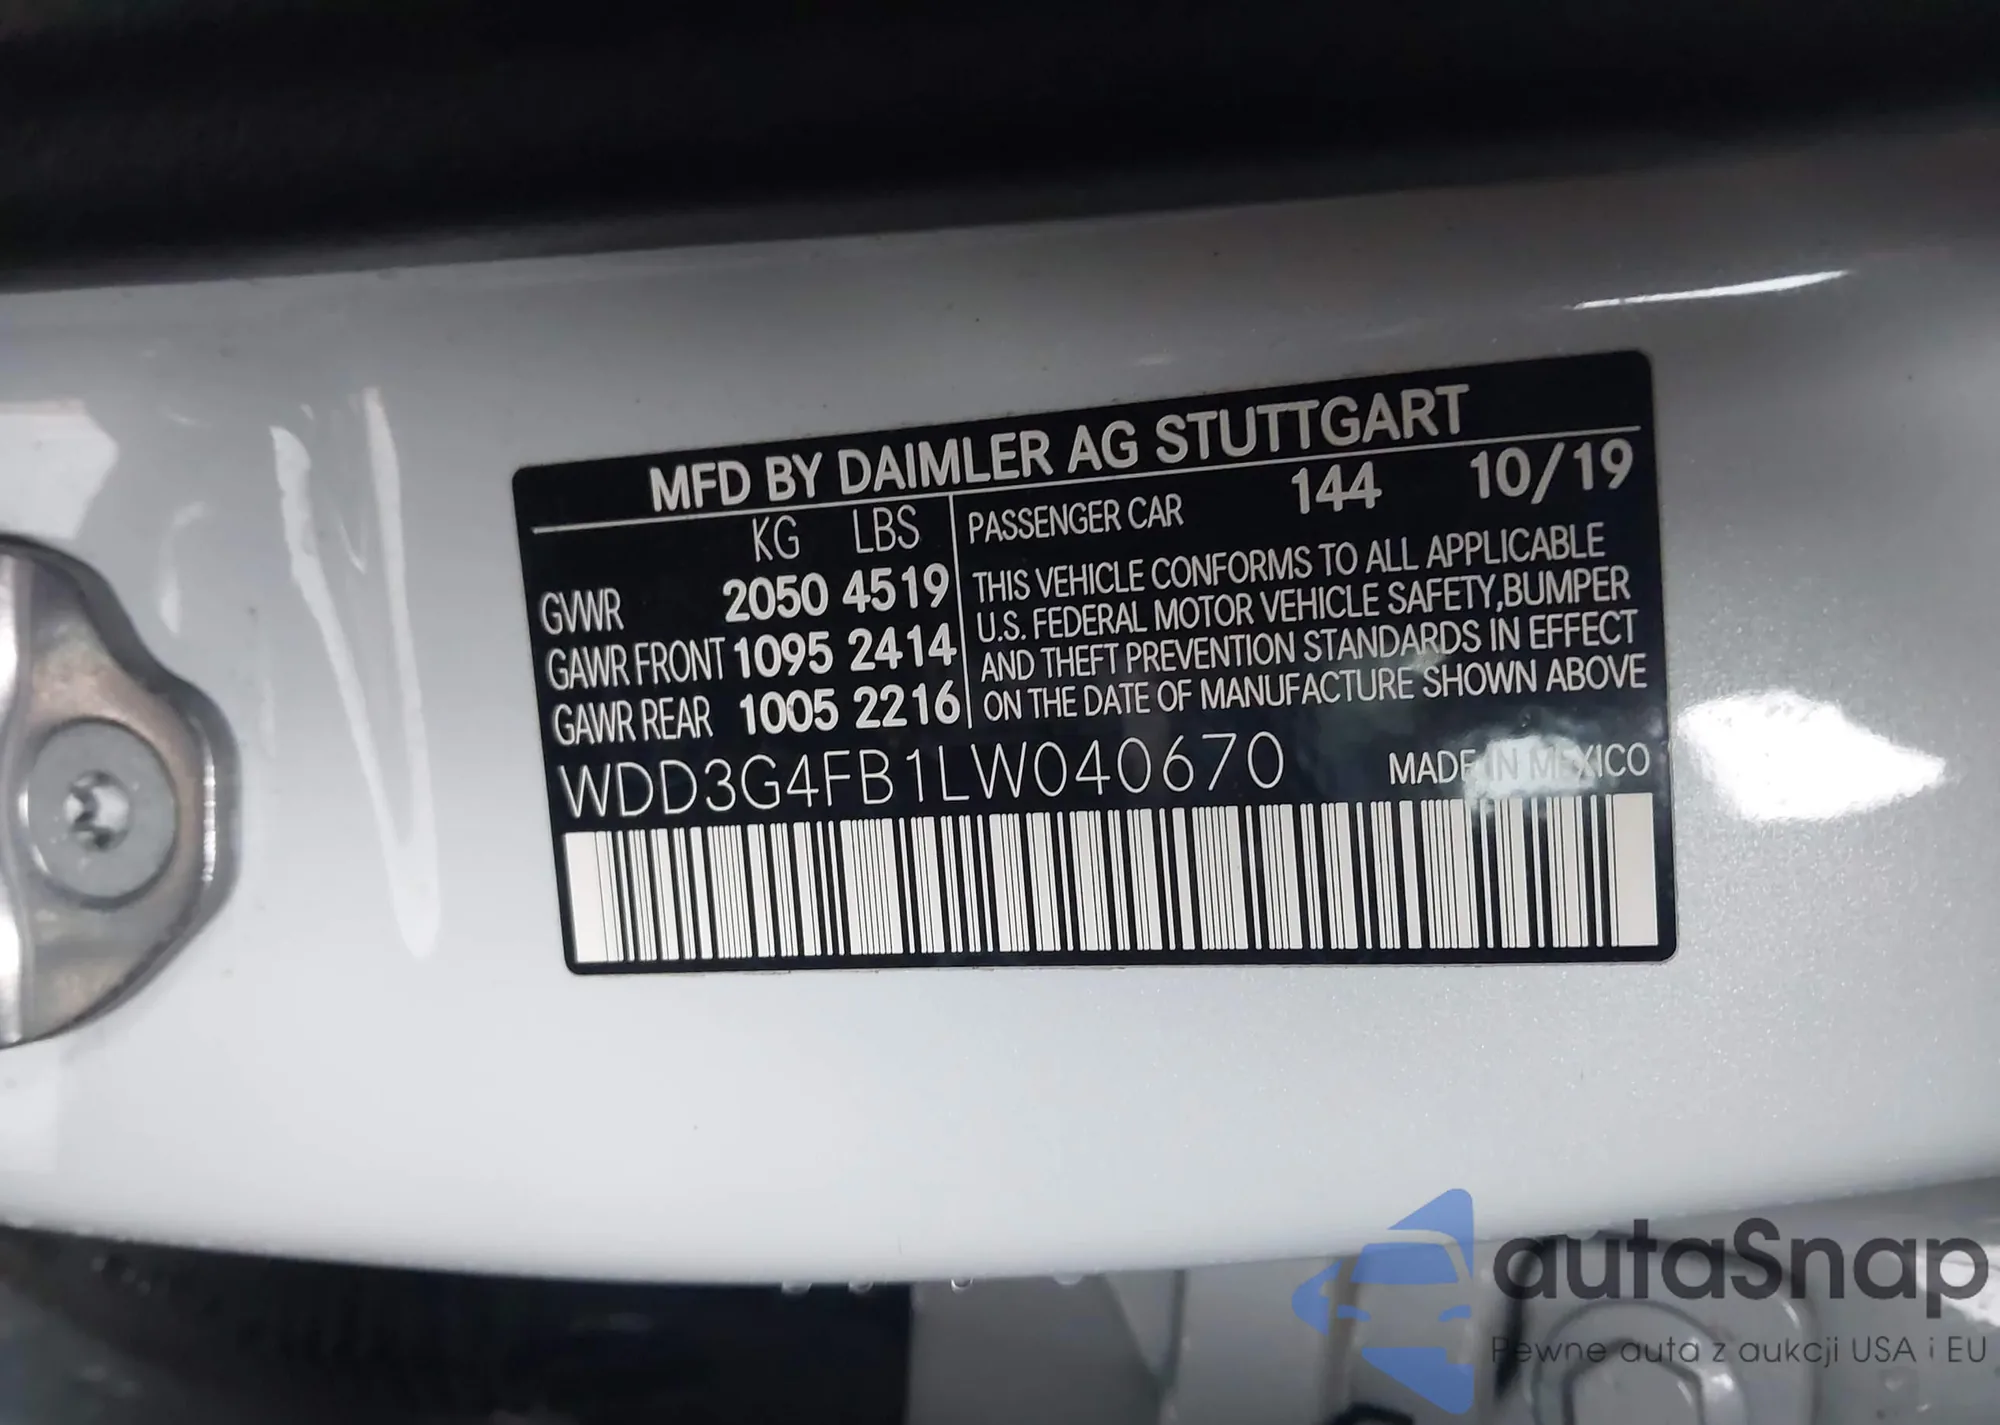 MFD BY DAIMLER AG STUTTGART
KG LBS
GVWR 2050 4519
GAWR FRONT 1095 2414
GAWR REAR 1005 2216
PASSENGER CAR 144 10/19
THIS VEHICLE CONFORMS TO ALL APPLICABLE
U.S. FEDERAL MOTOR VEHICLE SAFETY,BUMPER
AND THEFT PREVENTION STANDARDS IN EFFECT
ON THE DATE OF MANUFACTURE SHOWN ABOVE
WDD3G4FB1LW040670 MADE IN MEXICO
autaSnap
Pewne auta z aukcji USA i EU